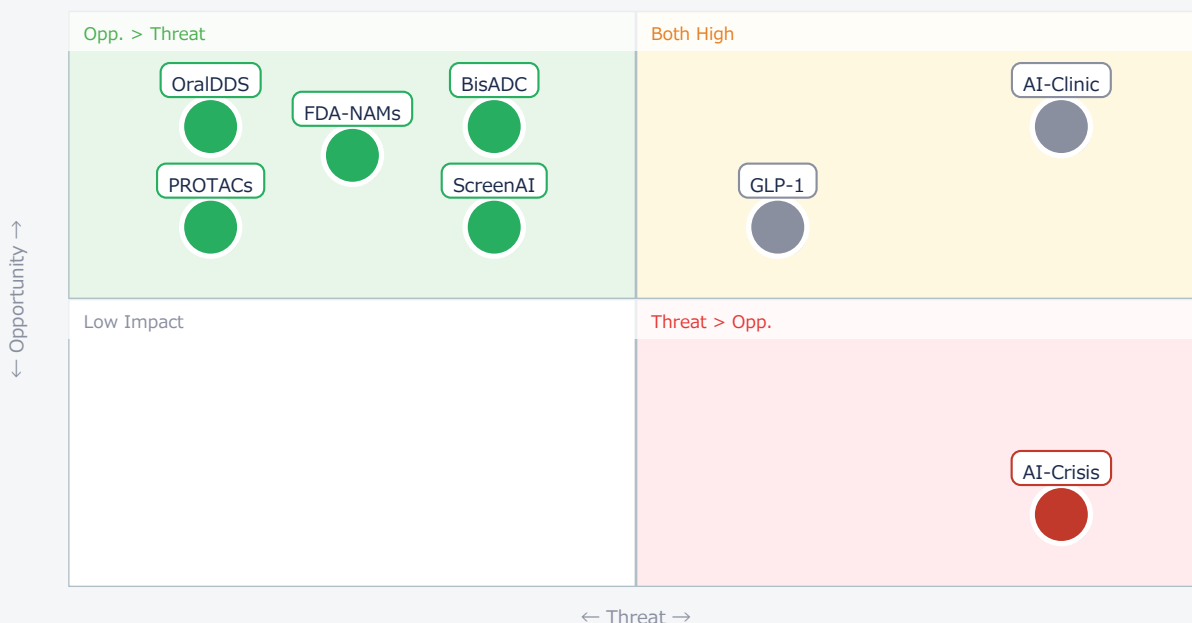 Opp. > Threat
Both High
OralDDS
FDA-NAMs
BisADC
AI-Clinic
PROTACs
ScreenAI
GLP-1
← Opportunity →
Low Impact
Threat > Opp.
AI-Crisis
← Threat →